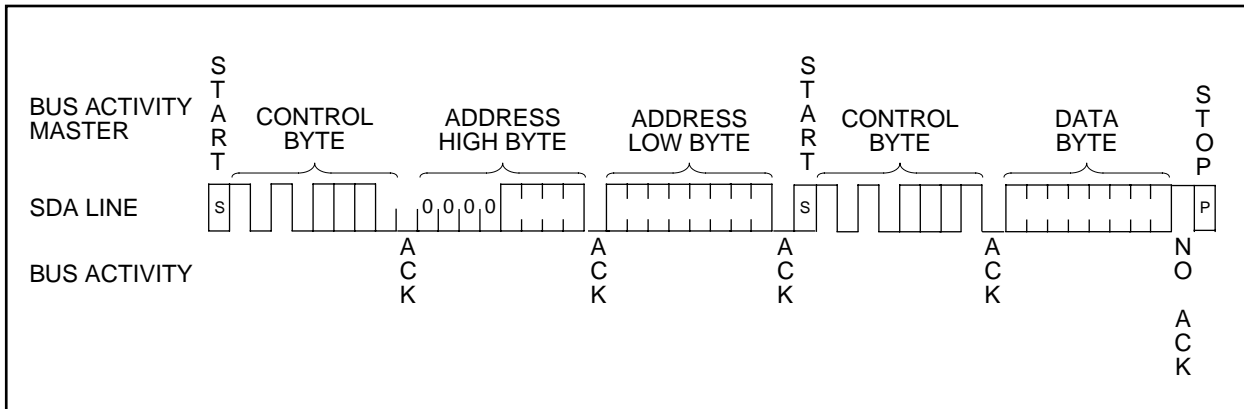 START
START
STOP
BUS ACTIVITY
MASTER
CONTROL
BYTE
ADDRESS
HIGH BYTE
ADDRESS
LOW BYTE
CONTROL
BYTE
DATA
BYTE
SDA LINE
S
0 0 0 0
S
P
BUS ACTIVITY
ACK
ACK
ACK
ACK
NO ACK